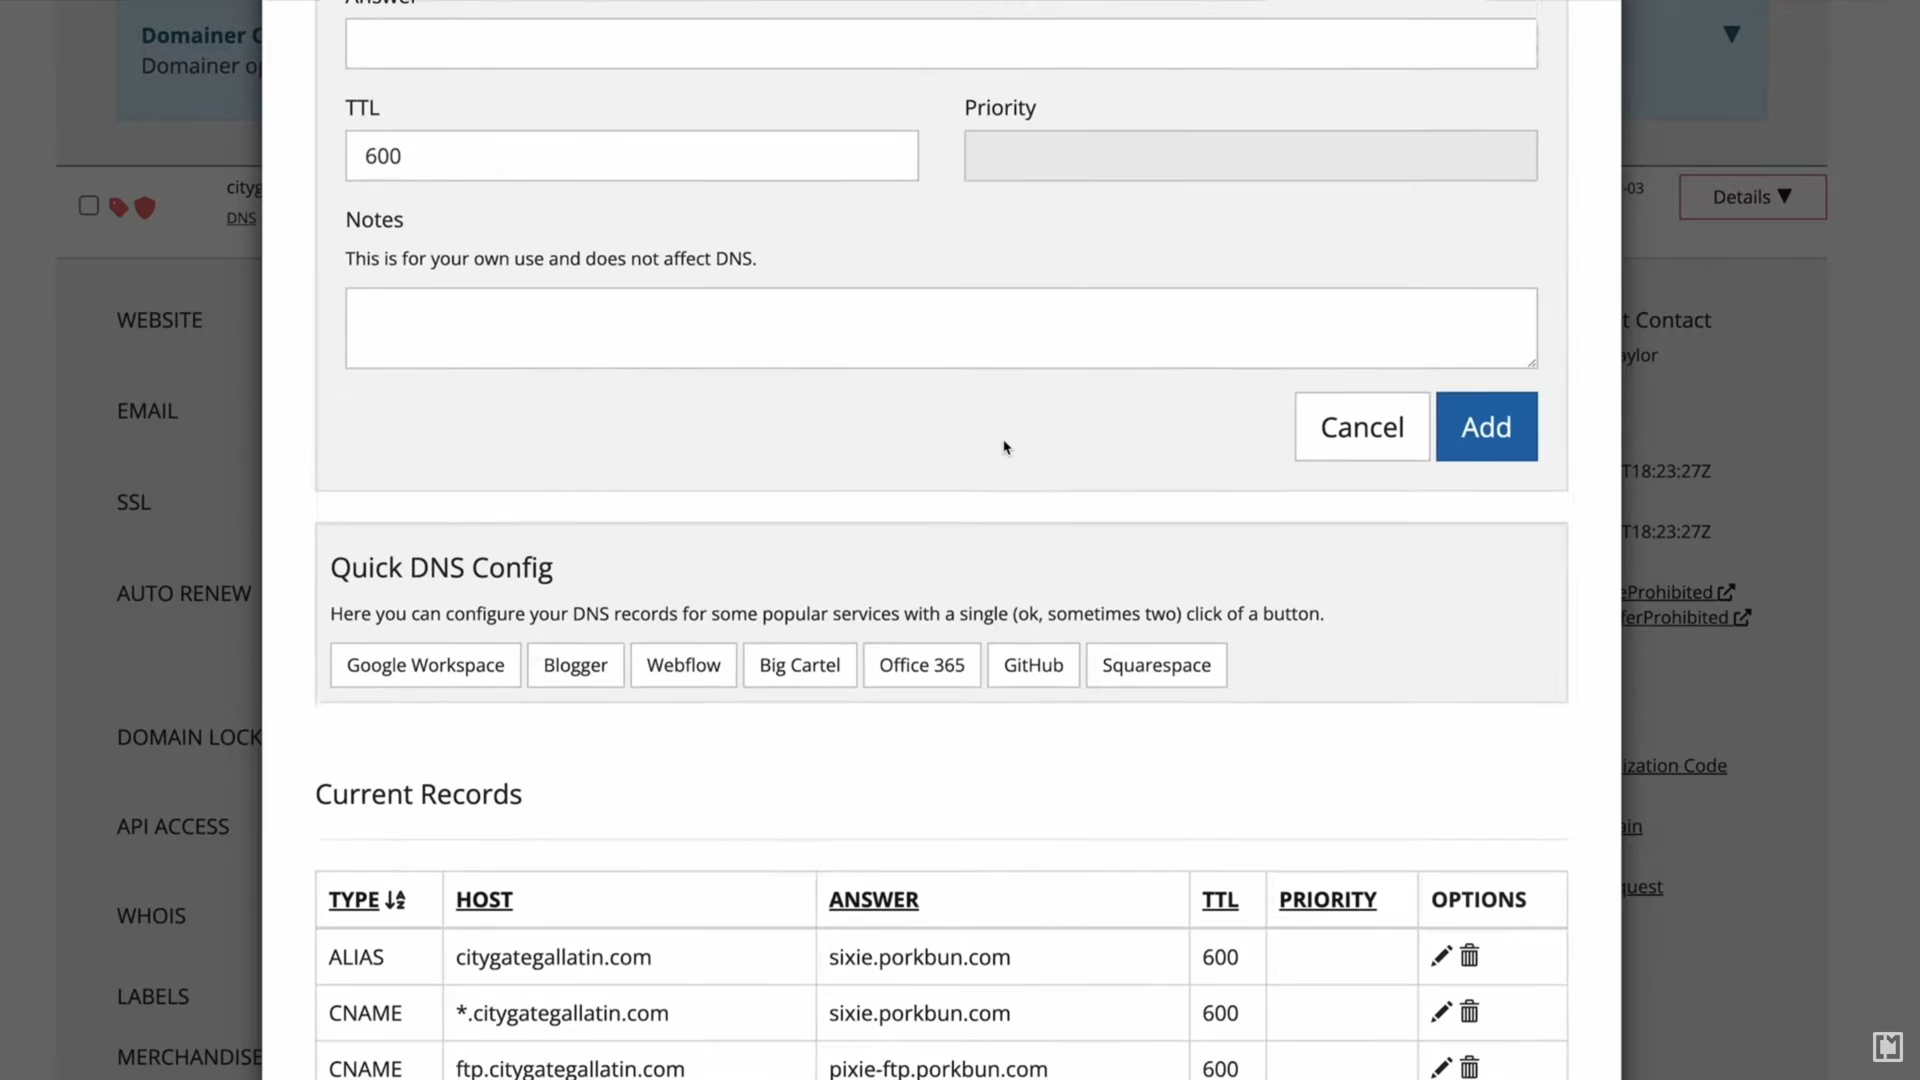 Domainer
Domainer
▼
TTL
Priority
600
cityg
DNS
-03
Details ▼
Notes
This is for your own use and does not affect DNS.
WEBSITE
t Contact
aylor
EMAIL
Cancel
Add
T18:23:27Z
SSL
T18:23:27Z
Quick DNS Config
AUTO RENEW
eProhibited
Here you can configure your DNS records for some popular services with a single (ok, sometimes two) click of a button.
ferProhibited
Google Workspace
Blogger
Webflow
Big Cartel
Office 365
GitHub
Squarespace
DOMAIN LOCK
ization Code
Current Records
API ACCESS
ain
quest
TYPE HOST ANSWER TTL PRIORITY OPTIONS
WHOIS
ALIAS citygategallatin.com sixie.porkbun.com 600
LABELS
CNAME *.citygategallatin.com sixie.porkbun.com 600
MERCHANDISE
CNAME ftp.citygategallatin.com pixie-ftp.porkbun.com 600